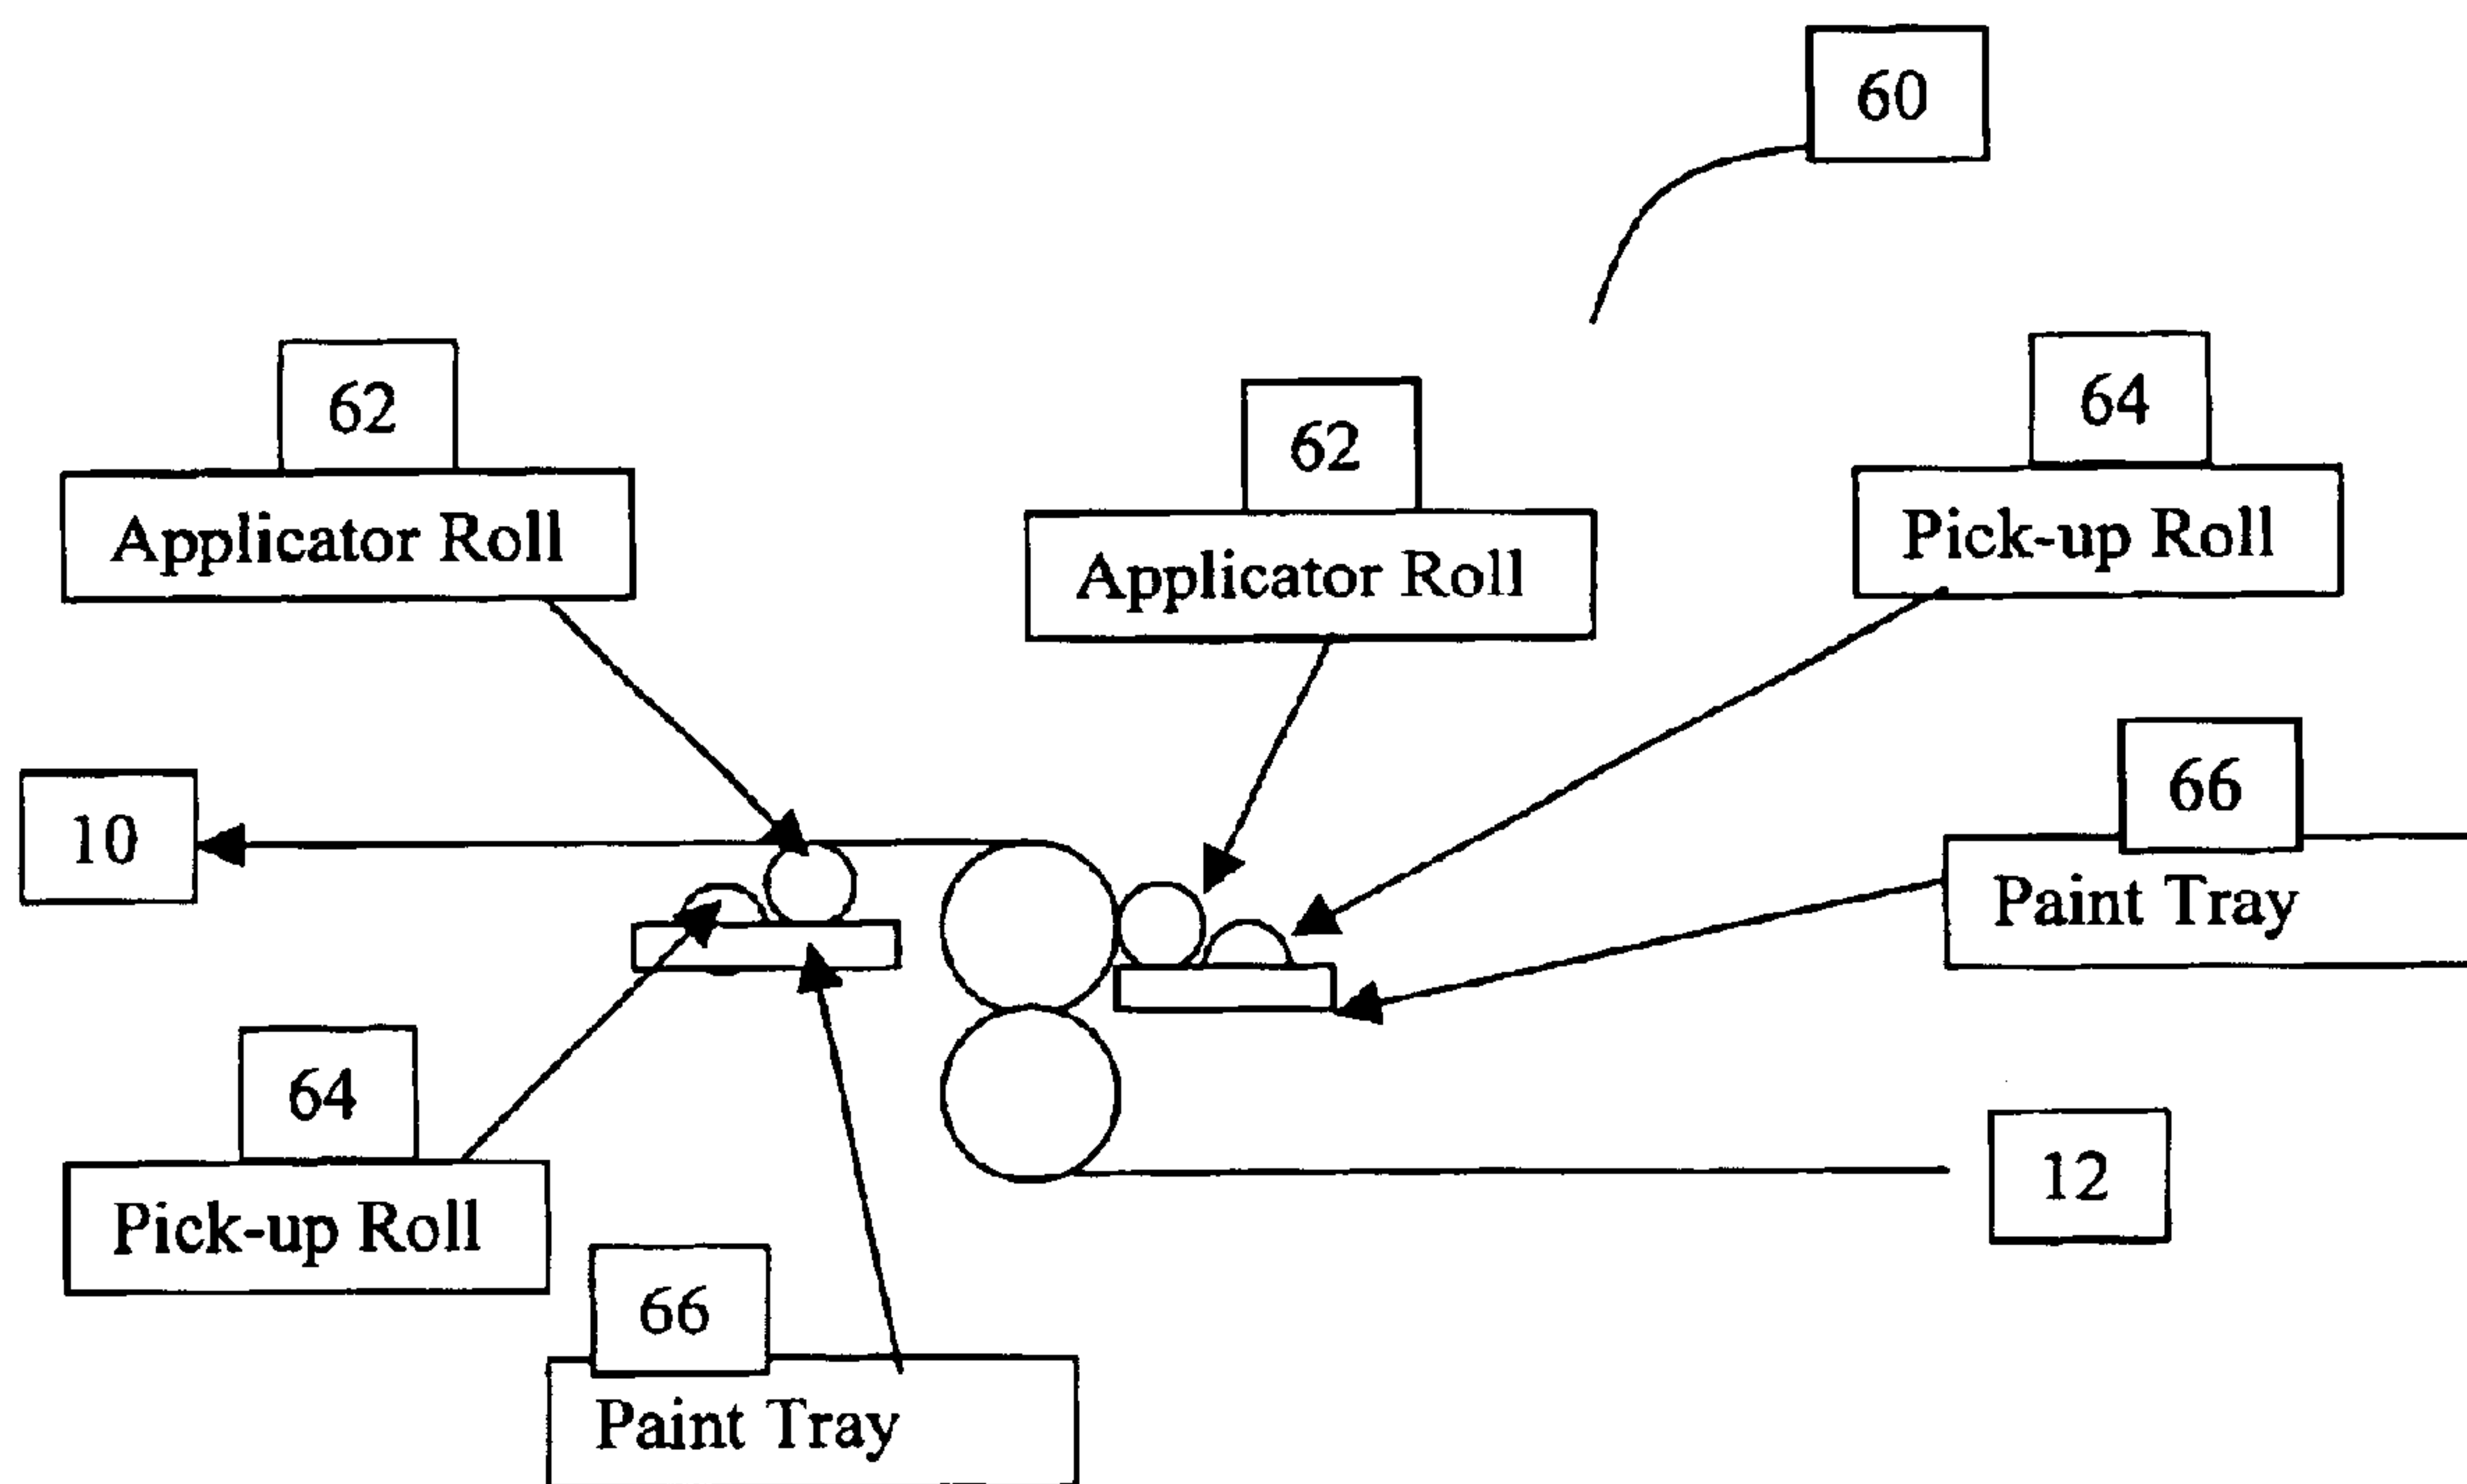 60
62
Applicator Roll
62
Applicator Roll
64
Pick-up Roll
10
66
Paint Tray
64
Pick-up Roll
12
66
Paint Tray